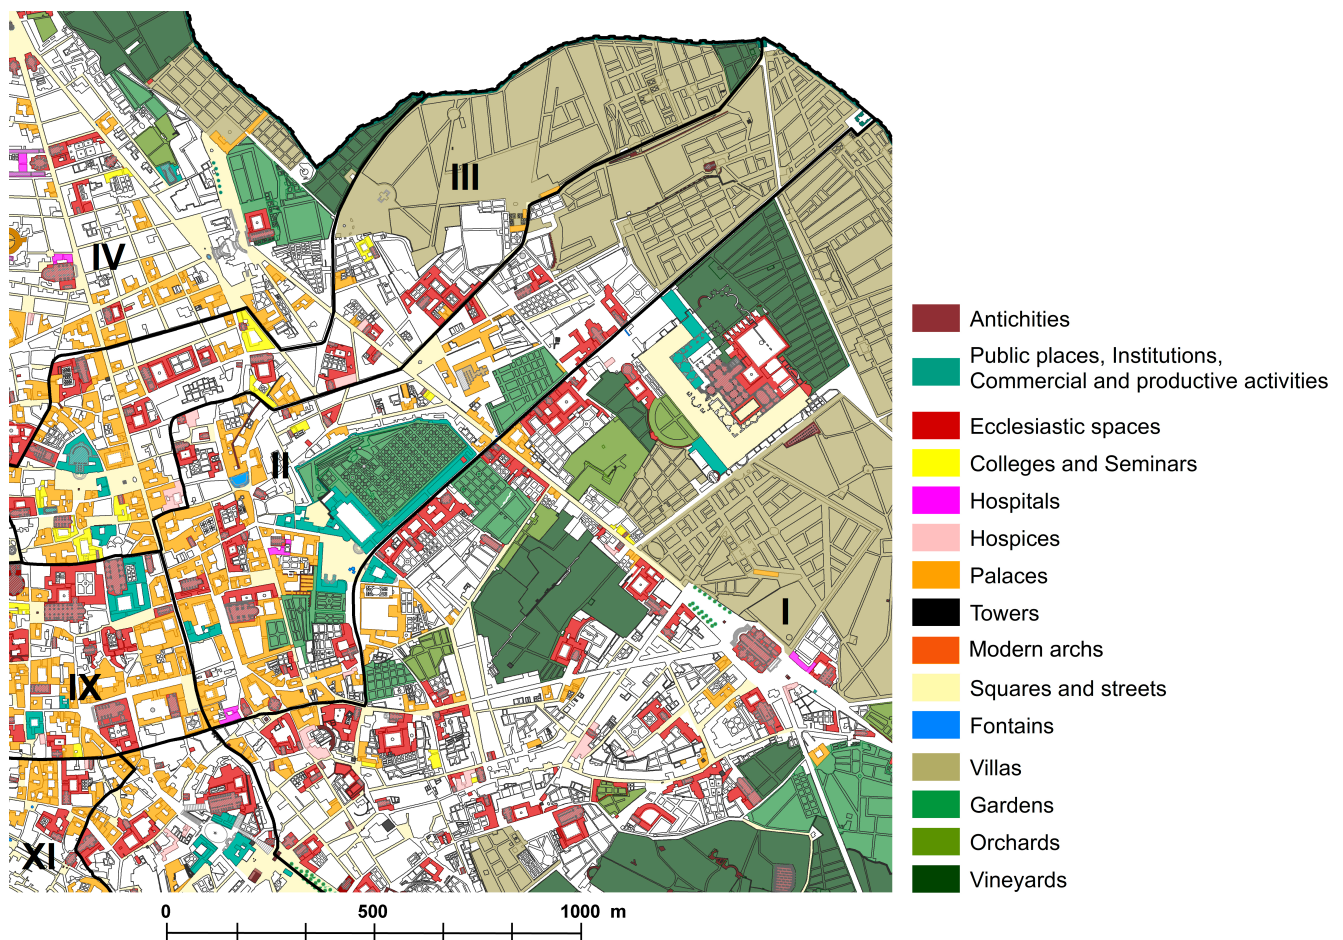 III
IV
II
I
IX
XI
Antichities
Public places, Institutions,
Commercial and productive activities
Ecclesiastic spaces
Colleges and Seminars
Hospitals
Hospices
Palaces
Towers
Modern archs
Squares and streets
Fontains
Villas
Gardens
Orchards
Vineyards
0 500 1000 m